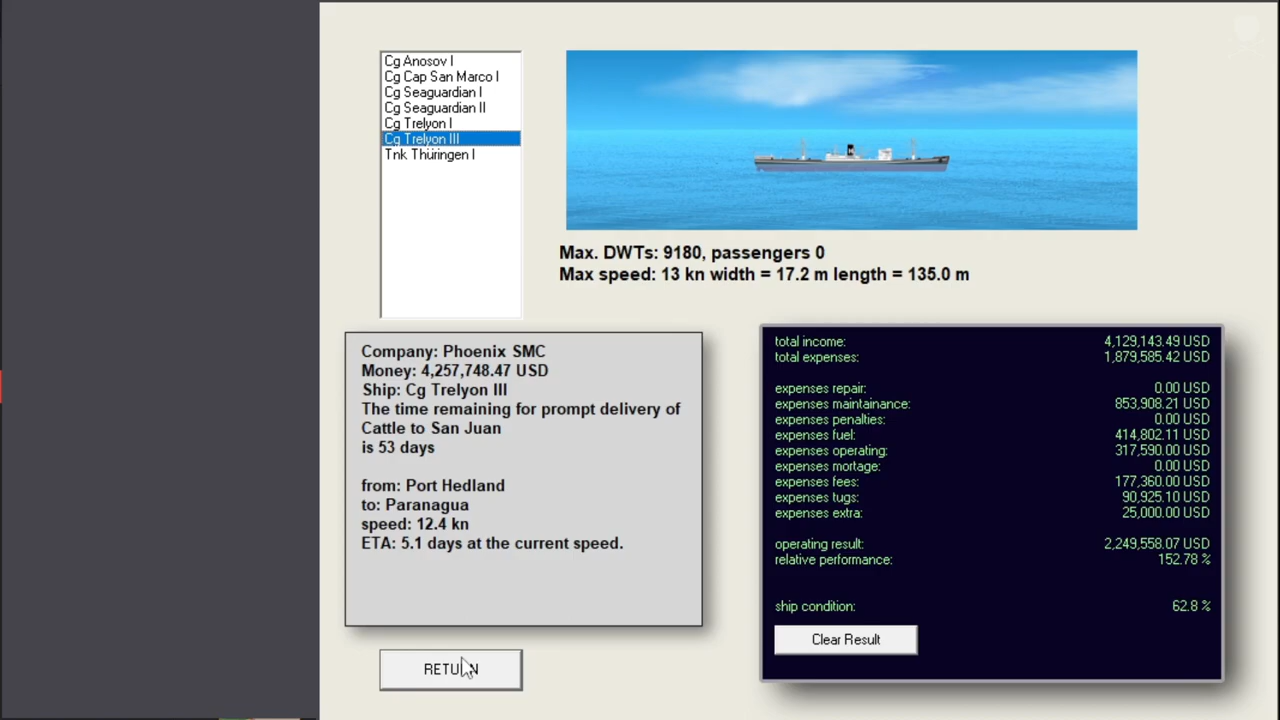 Cg Anosov I
Cg Cap San Marco I
Cg Seaguardian I
Cg Seaguardian II
Cg Trelyon I
Cg Trelyon III
Tnk Thüringen I
Max. DWTs: 9180, passengers 0
Max speed: 13 kn width = 17.2 m length = 135.0 m
Company: Phoenix SMC
Money: 4,257,748.47 USD
Ship: Cg Trelyon III
The time remaining for prompt delivery of
Cattle to San Juan
is 53 days
from: Port Hedland
to: Paranagua
speed: 12.4 kn
ETA: 5.1 days at the current speed.
RETURN
total income: 4,129,143.49 USD
total expenses: 1,879,585.42 USD
expenses repair: 0.00 USD
expenses maintainance: 853,908.21 USD
expenses penalties: 0.00 USD
expenses fuel: 414,802.11 USD
expenses operating: 317,590.00 USD
expenses mortage: 0.00 USD
expenses fees: 177,360.00 USD
expenses tugs: 90,925.10 USD
expenses extra: 25,000.00 USD
operating result: 2,249,558.07 USD
relative performance: 152.78 %
ship condition: 62.8 %
Clear Result